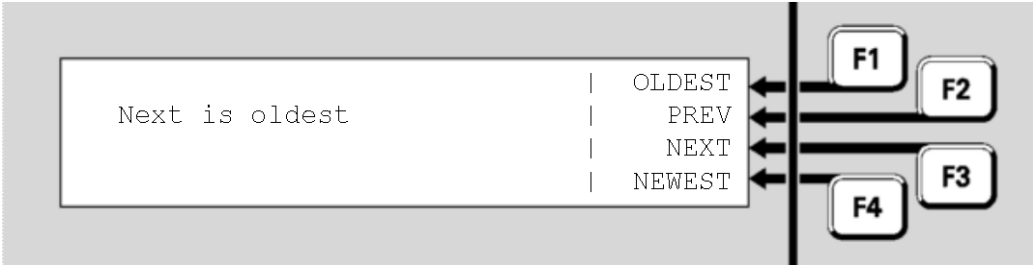 | OLDEST
Next is oldest | PREV
| NEXT
| NEWEST
F1
F2
F3
F4